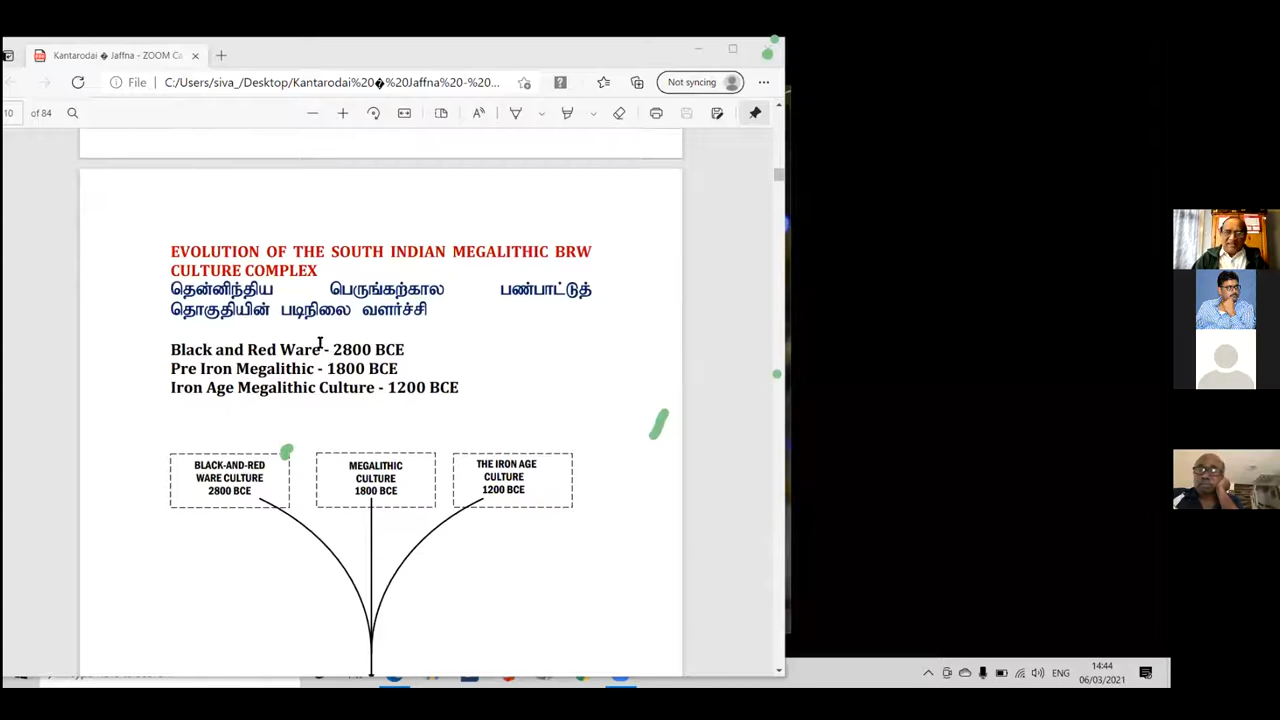 Kantarodai � Jaffna - ZOOM Ca
File
C:/Users/siva_/Desktop/Kantarodai%20�%20Jaffna%20-%20...
Not syncing
10 of 84
EVOLUTION OF THE SOUTH INDIAN MEGALITHIC BRW
CULTURE COMPLEX
தென்னிந்திய பெருங்கற்கால பண்பாட்டுத்
தொகுதியின் படிநிலை வளர்ச்சி
Black and Red Ware - 2800 BCE
Pre Iron Megalithic - 1800 BCE
Iron Age Megalithic Culture - 1200 BCE
BLACK-AND-RED
WARE CULTURE
2800 BCE
MEGALITHIC
CULTURE
1800 BCE
THE IRON AGE
CULTURE
1200 BCE
ENG
14:44
06/03/2021